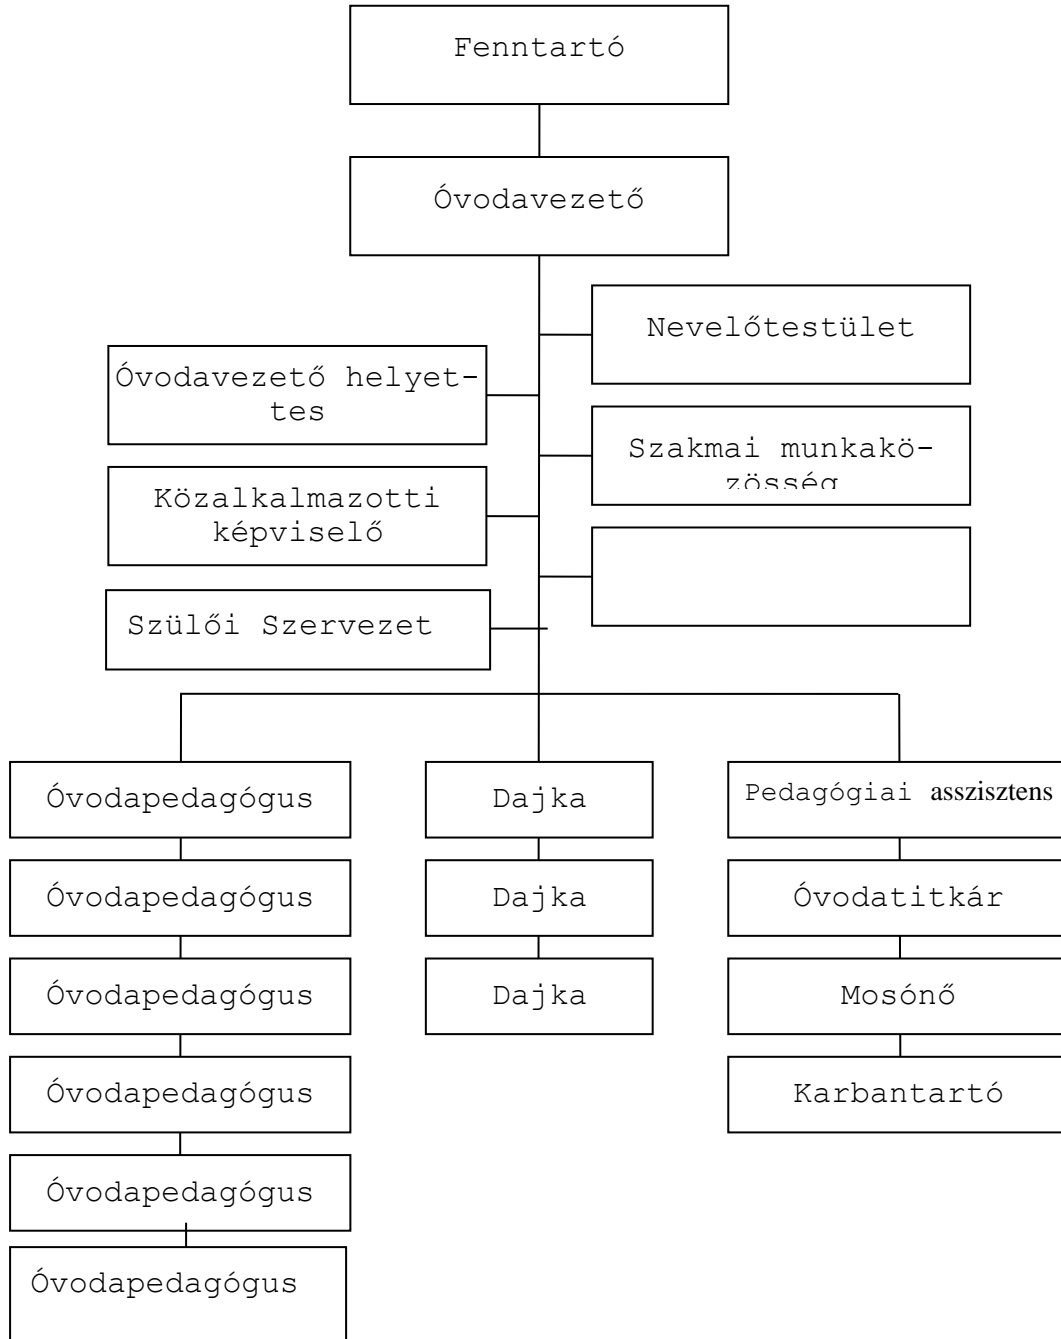 Fenntartó
Óvodavezető
Nevelőtestület
Óvodavezető helyet-
tes
Szakmai munkakö-
zösség
Közalkalmazotti
képviselő
Szülői Szervezet
Óvodapedagógus
Dajka
Pedagógiai asszisztens
Óvodapedagógus
Dajka
Óvodatitkár
Óvodapedagógus
Dajka
Mosónő
Óvodapedagógus
Karbantartó
Óvodapedagógus
Óvodapedagógus